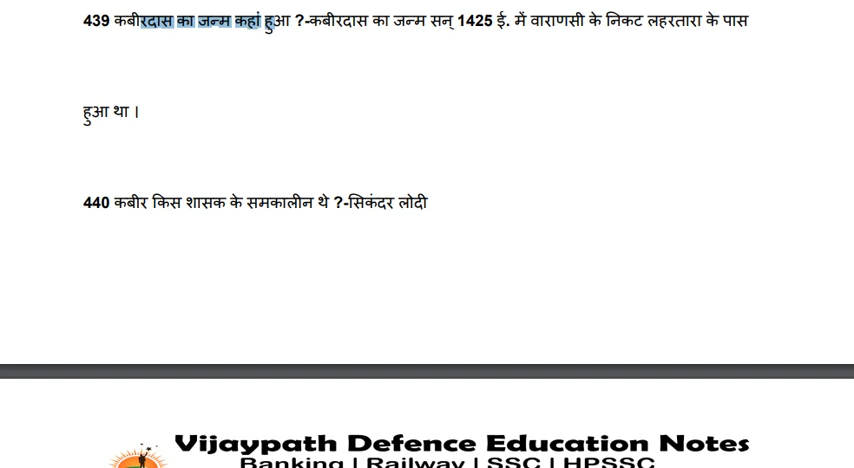 439 कबीरदास का जन्म कहां हुआ ?-कबीरदास का जन्म सन् 1425 ई. में वाराणसी के निकट लहरतारा के पास
हुआ था ।
440 कबीर किस शासक के समकालीन थे ?-सिकंदर लोदी
Vijaypath Defence Education Notes
Banking | Railway | SSC | HPSSC